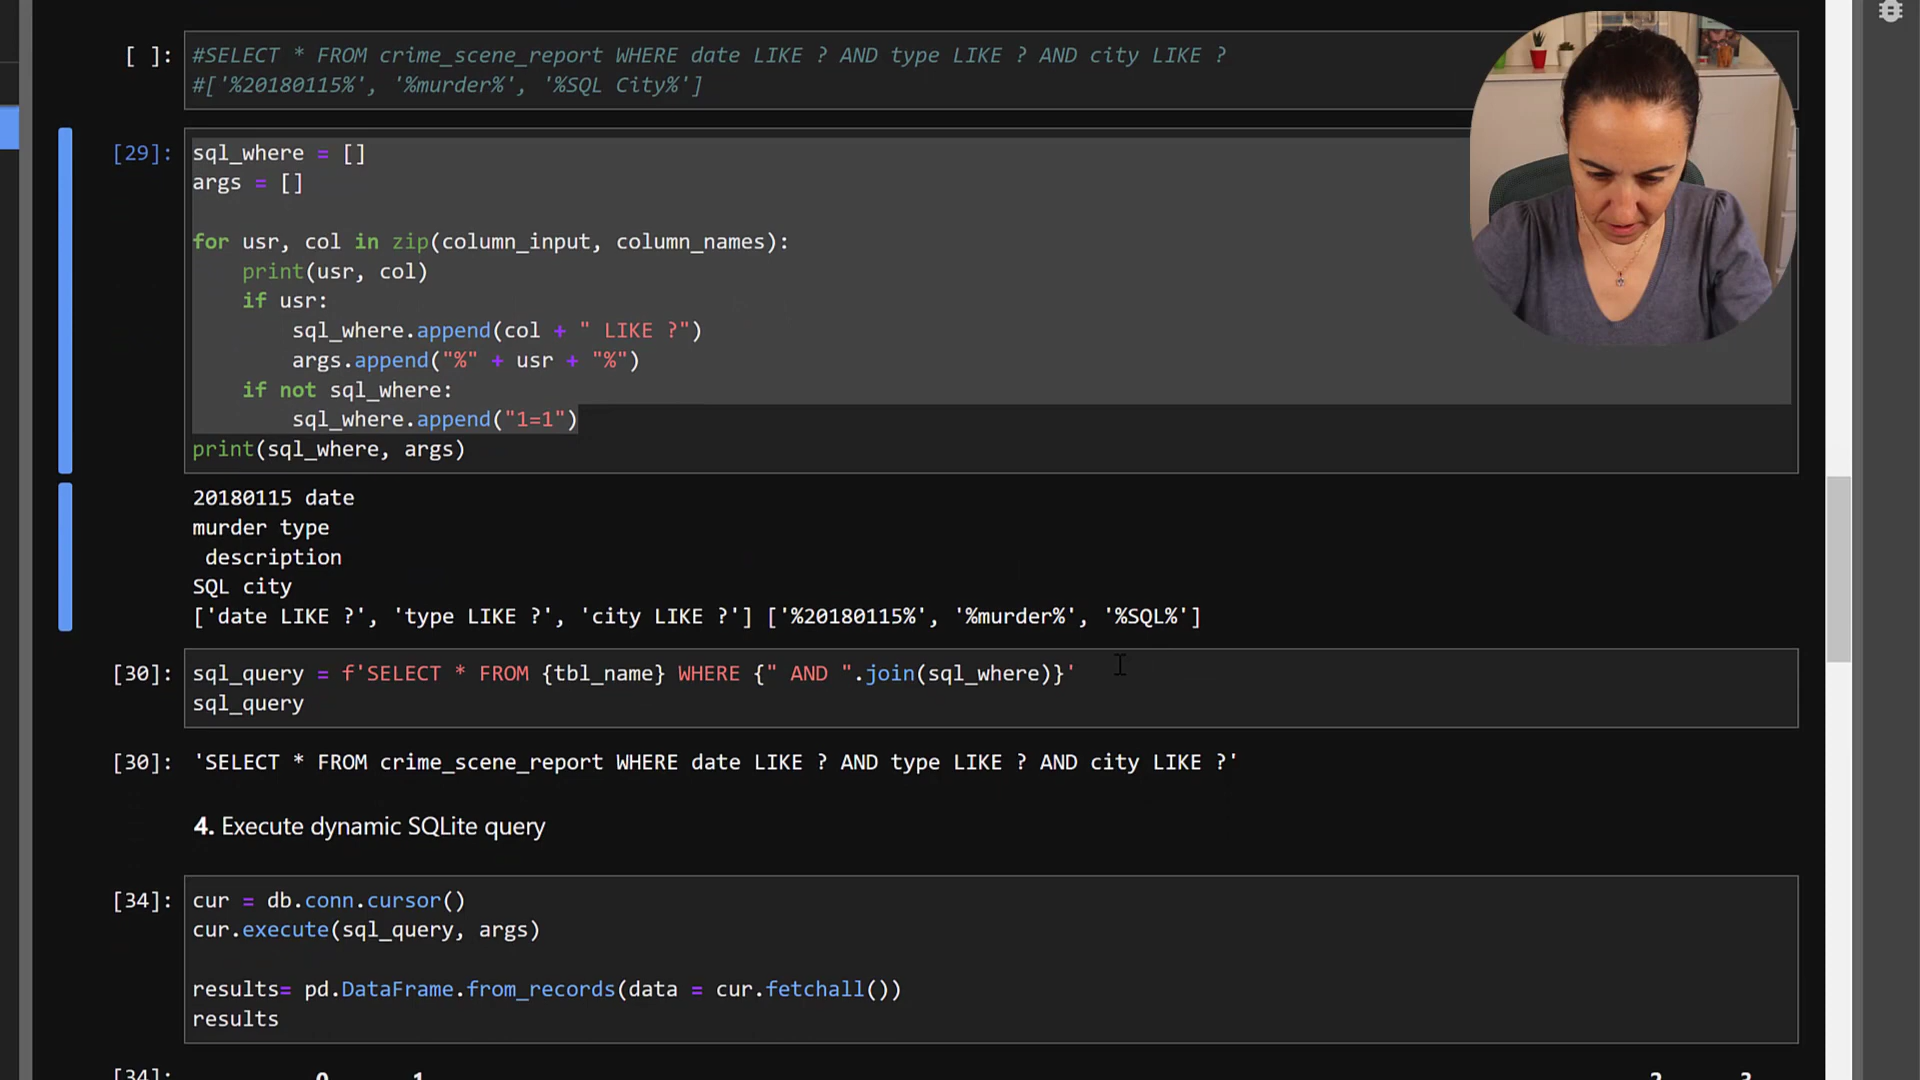 [ ]: #SELECT * FROM crime_scene_report WHERE date LIKE ? AND type LIKE ? AND city LIKE ?
#['%20180115%', '%murder%', '%SQL City%']
[29]: sql_where = []
args = []
for usr, col in zip(column_input, column_names):
    print(usr, col)
    if usr:
        sql_where.append(col + " LIKE ?")
        args.append("%" + usr + "%")
    if not sql_where:
        sql_where.append("1=1")
print(sql_where, args)
20180115 date
murder type
 description
SQL city
['date LIKE ?', 'type LIKE ?', 'city LIKE ?'] ['%20180115%', '%murder%', '%SQL%']
[30]: sql_query = f'SELECT * FROM {tbl_name} WHERE {" AND ".join(sql_where)}'
sql_query
[30]: 'SELECT * FROM crime_scene_report WHERE date LIKE ? AND type LIKE ? AND city LIKE ?'
4. Execute dynamic SQLite query
[34]: cur = db.conn.cursor()
cur.execute(sql_query, args)
results= pd.DataFrame.from_records(data = cur.fetchall())
results
[34]: 0 1 2 3